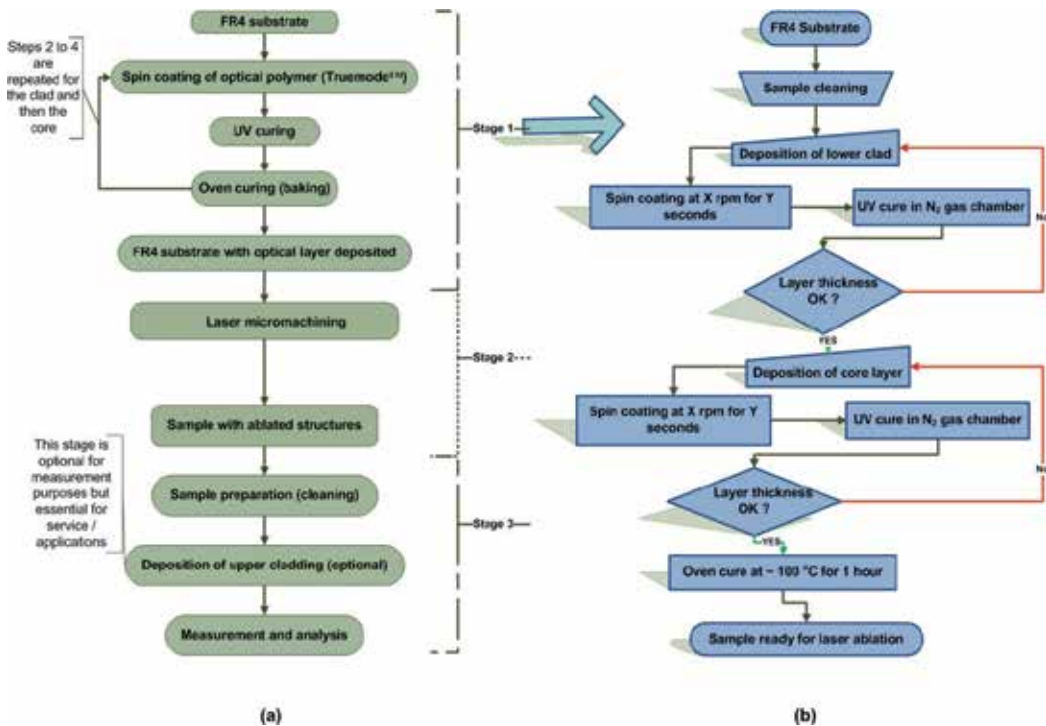 FR4 substrate
Steps 2 to 4
are
repeated for
the clad and
then the
core
Spin coating of optical polymer (Truemode
UV curing
Oven curing (baking)
FR4 substrate with optical layer deposited
Laser micromachining
Sample with ablated structures
This stage is
optional for
measurement
purposes but
essential for
service /
applications
Sample preparation (cleaning)
Deposition of upper cladding (optional)
Measurement and analysis
Stage 1
Stage 2
Stage 3
(a)
FR4 Substrate
Sample cleaning
Deposition of lower clad
Spin coating at X rpm for Y
seconds
UV cure in N₂ gas chamber
Layer thickness
OK ?
YES
Deposition of core layer
Spin coating at X rpm for Y
seconds
UV cure in N₂ gas chamber
Layer thickness
OK ?
YES
Oven cure at ~ 100 °C for 1 hour
Sample ready for laser ablation
(b)